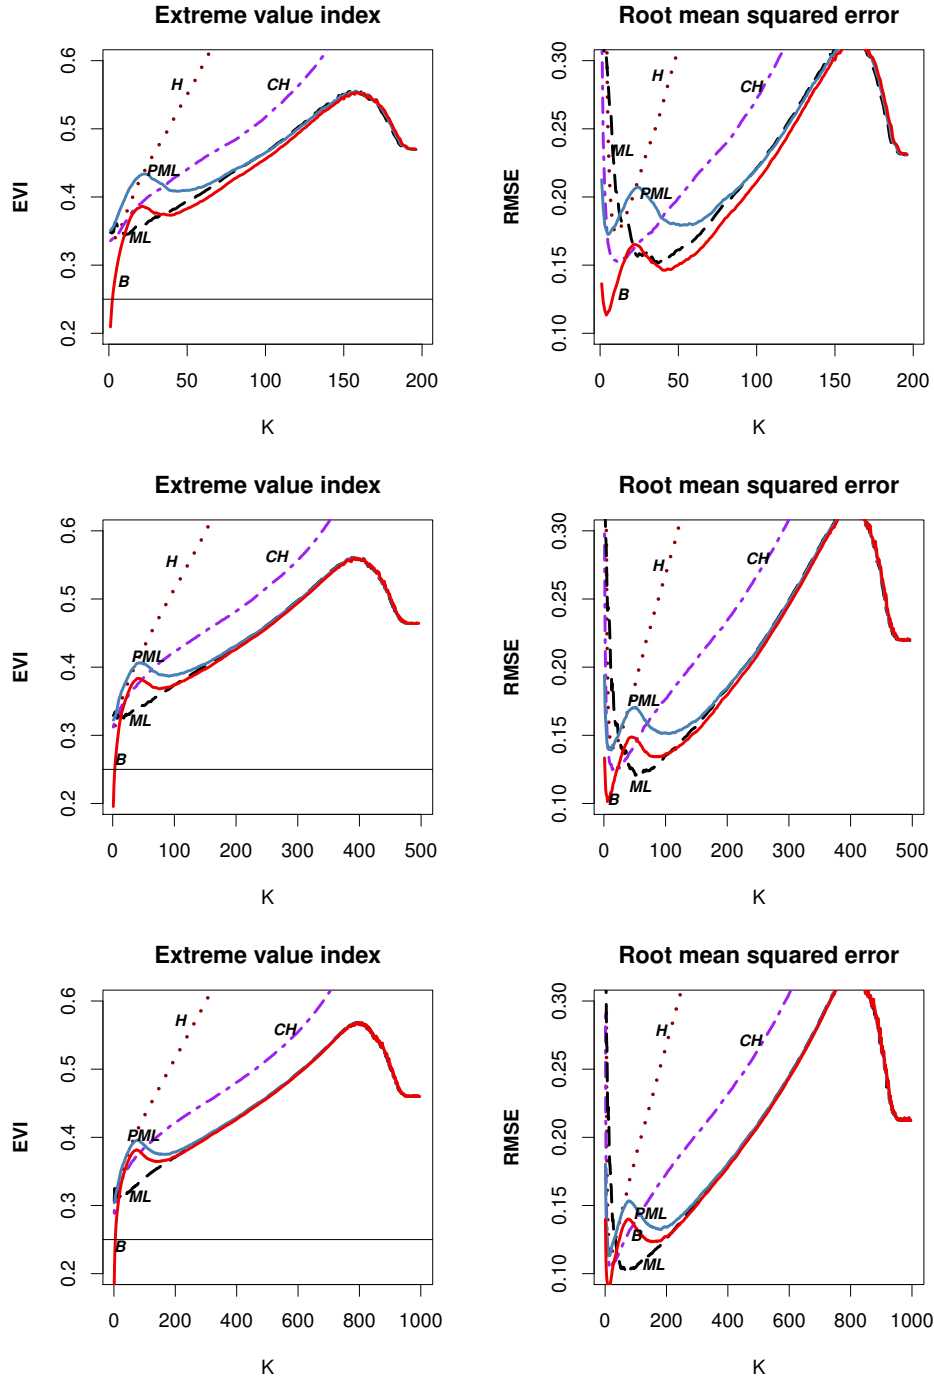 Extreme value index
Root mean squared error
EVI
0.2 0.3 0.4 0.5 0.6
H
CH
PML
ML
B
0 50 100 150 200
K
RMSE
0.10 0.15 0.20 0.25 0.30
H
CH
ML
PML
B
0 50 100 150 200
K
Extreme value index
Root mean squared error
EVI
0.2 0.3 0.4 0.5 0.6
H
CH
PML
ML
B
0 100 200 300 400 500
K
RMSE
0.10 0.15 0.20 0.25 0.30
H
CH
PML
ML
B
0 100 200 300 400 500
K
Extreme value index
Root mean squared error
EVI
0.2 0.3 0.4 0.5 0.6
H
CH
PML
ML
B
0 200 400 600 800 1000
K
RMSE
0.10 0.15 0.20 0.25 0.30
H
CH
PML
B
ML
0 200 400 600 800 1000
K